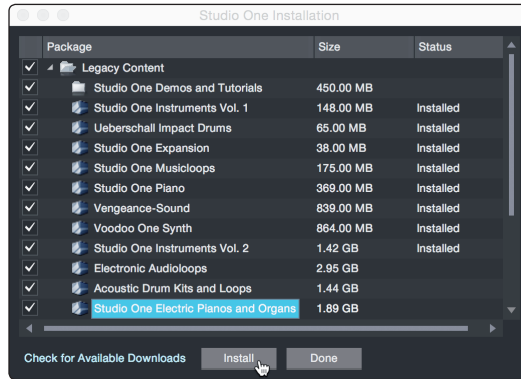 Studio One Installation
Package Size Status
Legacy Content
Studio One Demos and Tutorials 450.00 MB
Studio One Instruments Vol. 1 148.00 MB Installed
Ueberschall Impact Drums 65.00 MB Installed
Studio One Expansion 38.00 MB Installed
Studio One Musicloops 175.00 MB Installed
Studio One Piano 369.00 MB Installed
Vengeance-Sound 839.00 MB Installed
Voodoo One Synth 864.00 MB Installed
Studio One Instruments Vol. 2 1.42 GB Installed
Electronic Audioloops 2.95 GB
Acoustic Drum Kits and Loops 1.44 GB
Studio One Electric Pianos and Organs 1.89 GB
Check for Available Downloads Install Done